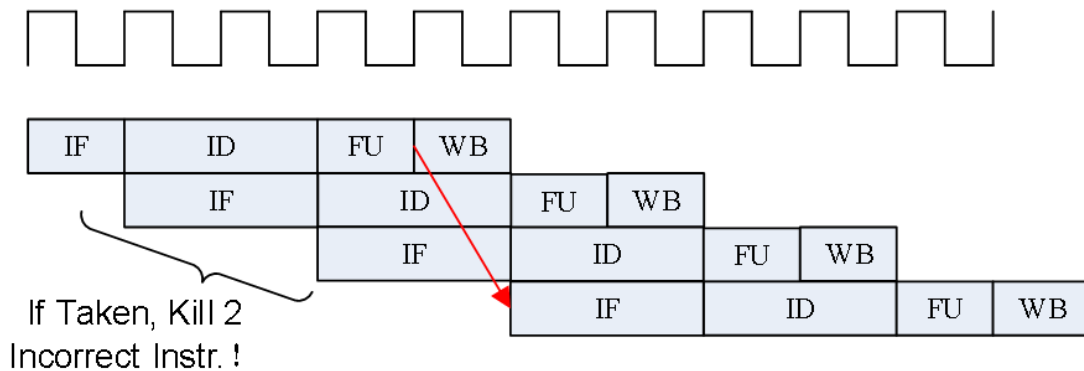 IF ID FU WB
IF ID FU WB
IF ID FU WB
IF ID FU WB
If Taken, Kill 2
Incorrect Instr. !